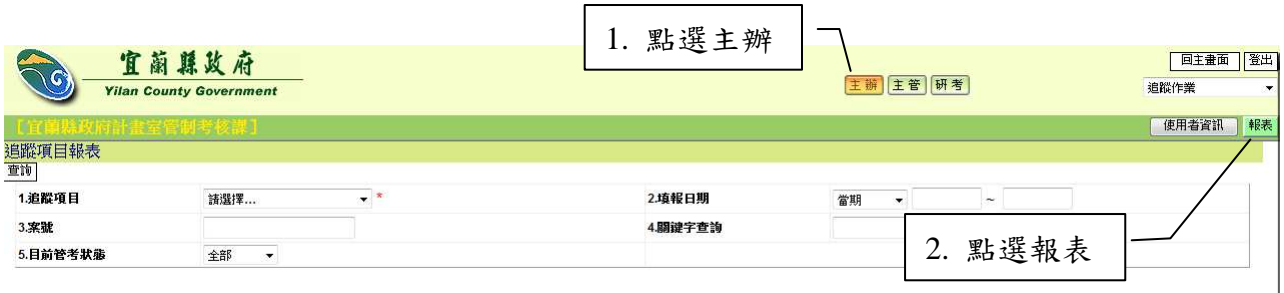 1. 點選主辦
宜蘭縣政府
Yilan County Government
主辦 主管 研考
回主畫面 登出
追蹤作業
[宜蘭縣政府計畫室管制考核課]
使用者資訊 報表
追蹤項目報表
查詢
1.追蹤項目 請選擇... * 2.填報日期 當期 ~
3.案號 4.關鍵字查詢
5.目前管考狀態 全部
2. 點選報表